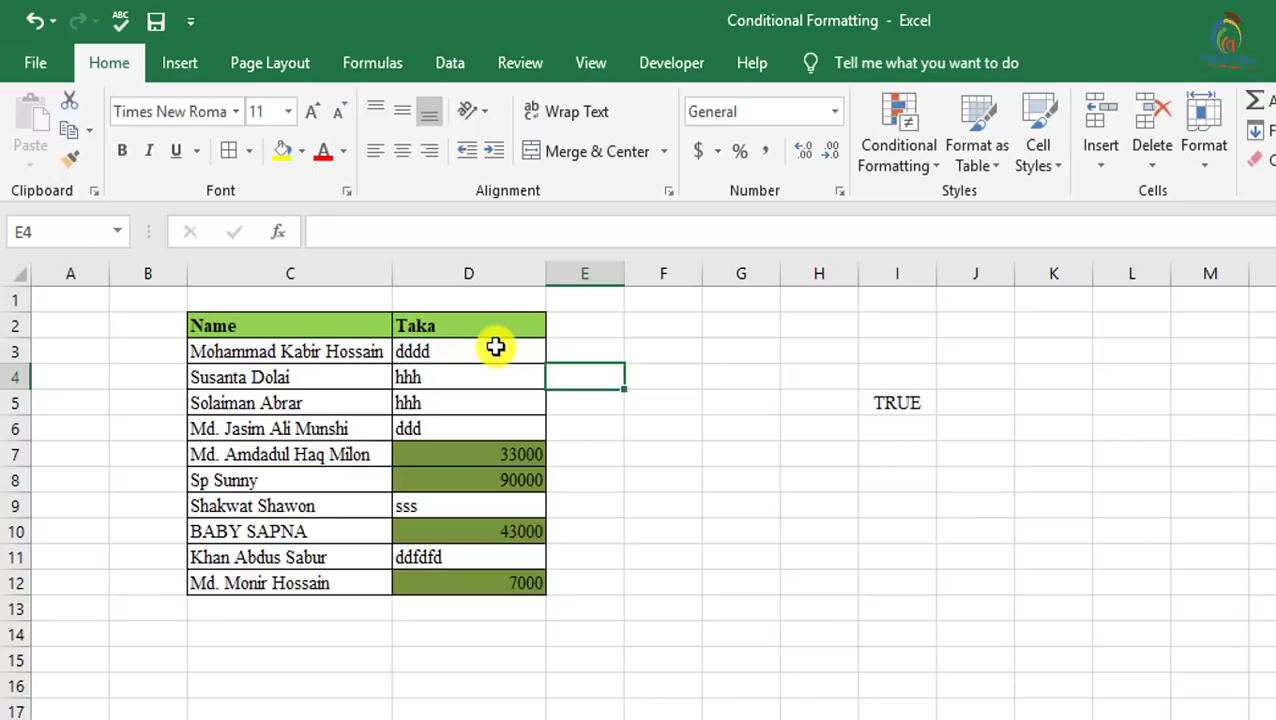 ABC
Conditional Formatting - Excel
File Home Insert Page Layout Formulas Data Review View Developer Help Tell me what you want to do
Times New Roma 11 Wrap Text General
Paste B I U Merge & Center $ % , Conditional Formatting Format as Table Cell Styles Insert Delete Format
Clipboard Font Alignment Number Styles Cells
E4 fx
A B C D E F G H I J K L M
1
2 Name Taka
3 Mohammad Kabir Hossain dddd
4 Susanta Dolai hhh
5 Solaiman Abrar hhh TRUE
6 Md. Jasim Ali Munshi ddd
7 Md. Amdadul Haq Milon 33000
8 Sp Sunny 90000
9 Shakwat Shawon sss
10 BABY SAPNA 43000
11 Khan Abdus Sabur ddfdfd
12 Md. Monir Hossain 7000
13
14
15
16
17